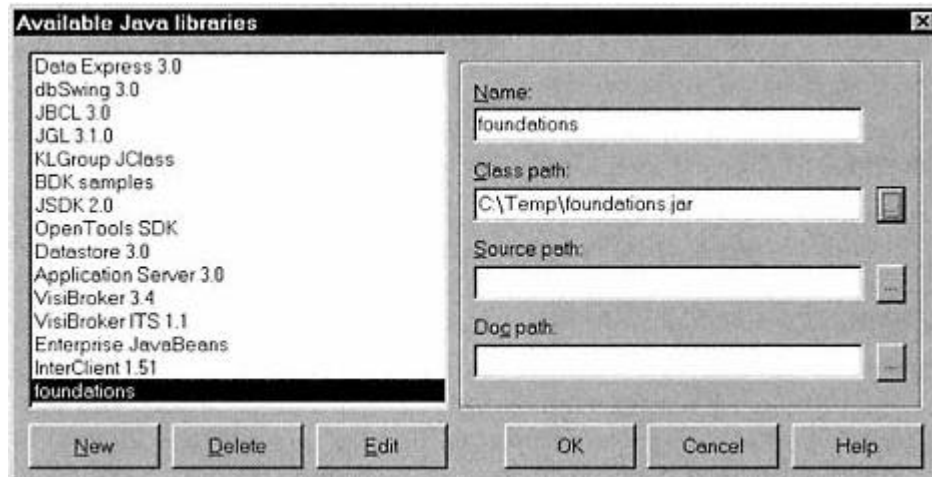 Available Java libraries
Data Express 3.0
dbSwing 3.0
JBCL 3.0
JGL 3.1.0
KLGroup JClass
BDK samples
JSDK 2.0
OpenTools SDK
Datastore 3.0
Application Server 3.0
VisiBroker 3.4
VisiBroker ITS 1.1
Enterprise JavaBeans
InterClient 1.51
foundations
Name:
foundations
Class path:
C:\Temp\foundations.jar
...
Source path:
...
Doc path:
...
New
Delete
Edit
OK
Cancel
Help